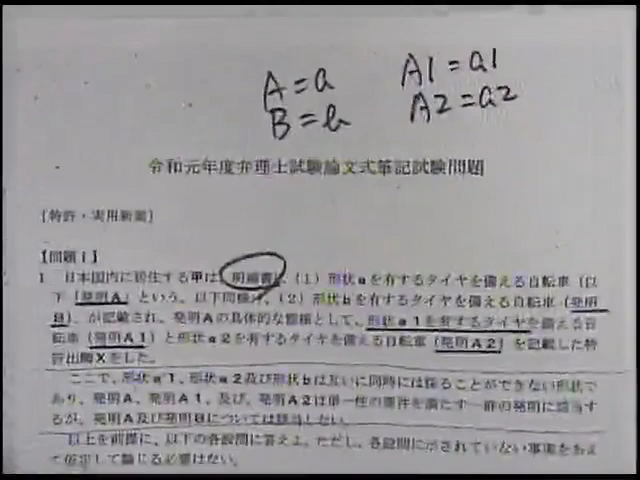 A=a
B=b
A1=a1
A2=a2
令和元年度弁理士試験論文式筆記試験問題
[特許・実用新案]
【問題Ⅰ】
1 日本国内に居住する甲は、明細書に、(1)形状aを有するタイヤを備える自転車(以
下「発明A」という。以下同様)、(2)形状bを有するタイヤを備える自転車(発明
B)、が記載され、発明Aの具体的な態様として、形状a1を有するタイヤを備える自
転車(発明A1)と形状a2を有するタイヤを備える自転車(発明A2)を記載した特
許出願Xをした。
ここで、形状a1、形状a2及び形状bは互いに同時には採ることができない形状で
あり、発明A、発明A1、及び、発明A2は単一性の要件を満たす一群の発明に該当す
るが、発明A及び発明Bについては該当しない。
以上を前提に、以下の各設問に答えよ。ただし、各設問に示されていない事実をあえ
て仮定して論じる必要はない。